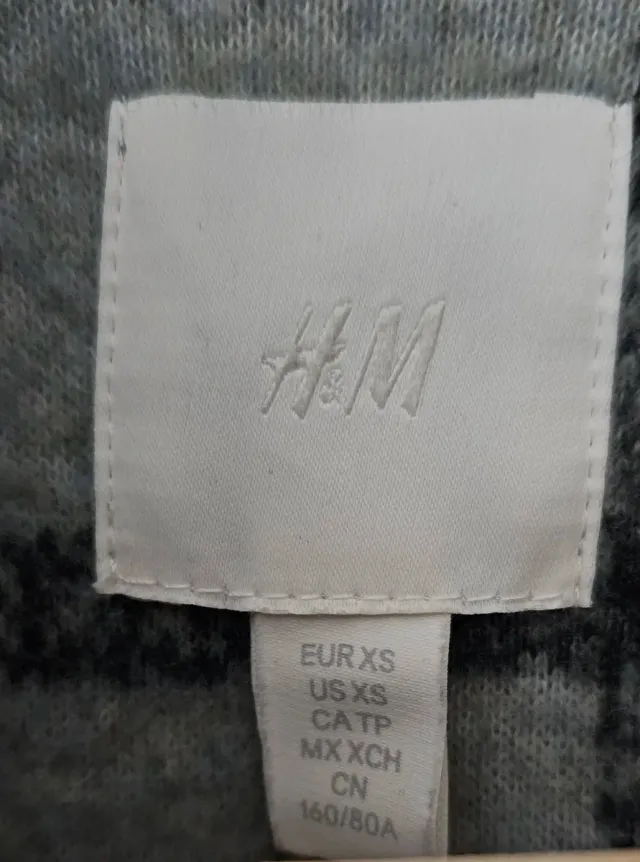 H&M
EUR XS
US XS
CA TP
MX XCH
CN
160/80A